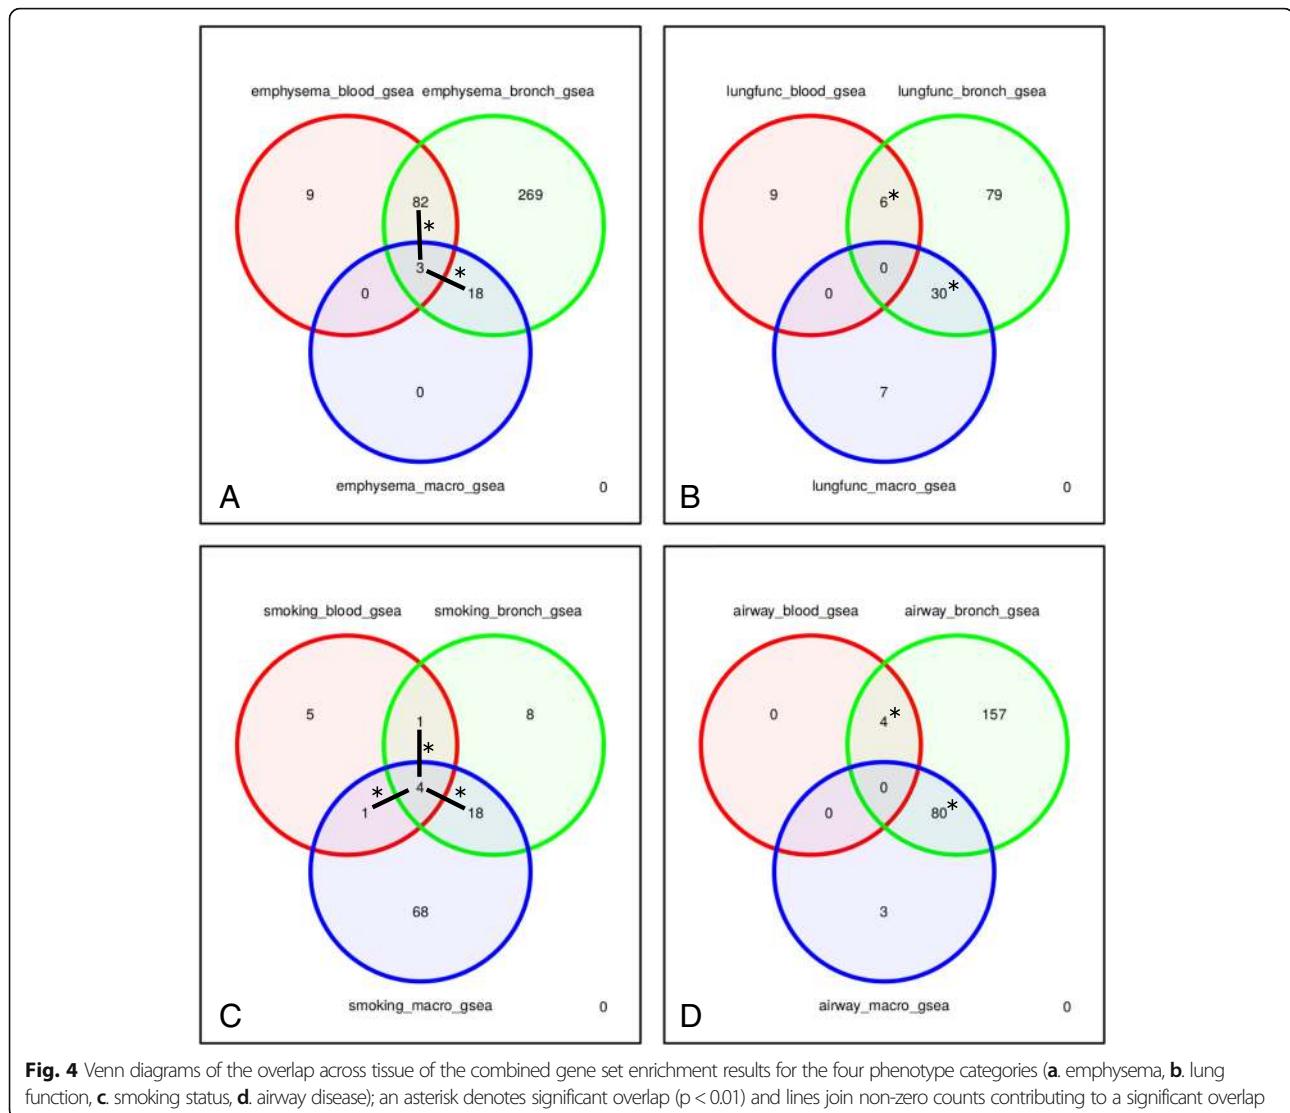 emphysema_blood_gsea emphysema_bronch_gsea
9
82
269
*
3
*
0
18
0
A
emphysema_macro_gsea
0
lungfunc_blood_gsea lungfunc_bronch_gsea
9
6*
79
0
0
30*
7
B
lungfunc_macro_gsea
0
smoking_blood_gsea smoking_bronch_gsea
5
1
8
*
*
4
*
1
18
68
C
smoking_macro_gsea
0
airway_blood_gsea airway_bronch_gsea
0
4*
157
0
0
80*
3
D
airway_macro_gsea
0
Fig. 4 Venn diagrams of the overlap across tissue of the combined gene set enrichment results for the four phenotype categories (a. emphysema, b. lung
function, c. smoking status, d. airway disease); an asterisk denotes significant overlap (p < 0.01) and lines join non-zero counts contributing to a significant overlap